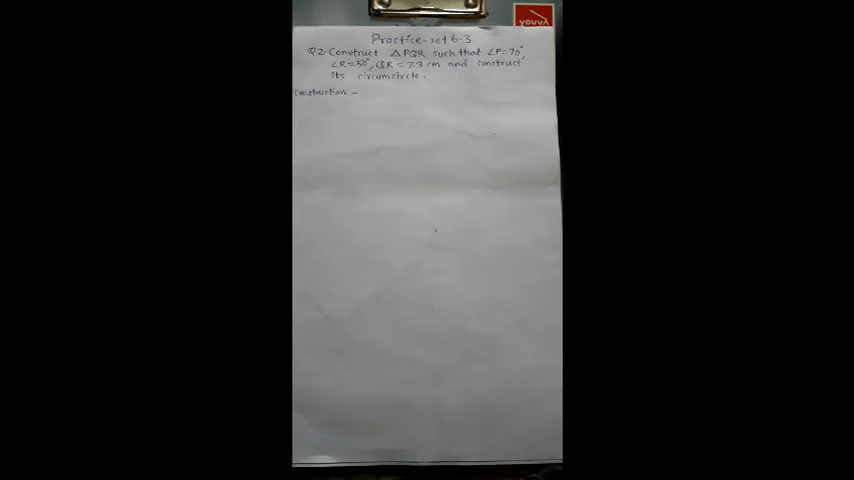 Practice-set 6.3
Q2. Construct △PQR such that ∠P=70°
∠R=50°, QR=7.3 cm and construct
its circumcircle.
Construction -
youva